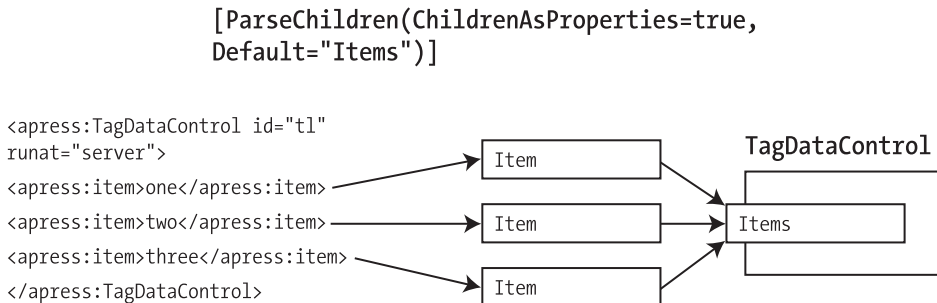 [ParseChildren(ChildrenAsProperties=true,
Default="Items")]
<apress:TagDataControl id="tl"
runat="server">
<apress:item>one</apress:item>
<apress:item>two</apress:item>
<apress:item>three</apress:item>
</apress:TagDataControl>
Item
Item
Item
TagDataControl
Items